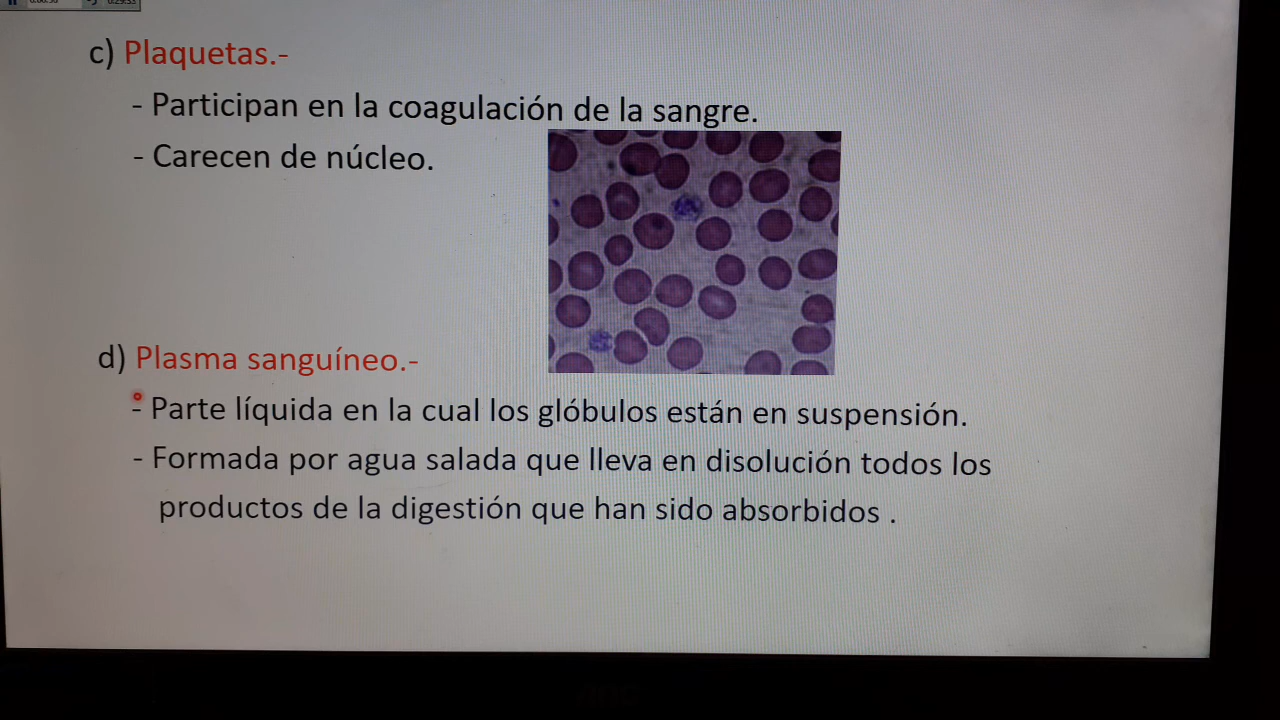 c) Plaquetas.-
- Participan en la coagulación de la sangre.
- Carecen de núcleo.
d) Plasma sanguíneo.-
- Parte líquida en la cual los glóbulos están en suspensión.
- Formada por agua salada que lleva en disolución todos los
productos de la digestión que han sido absorbidos .
AOC